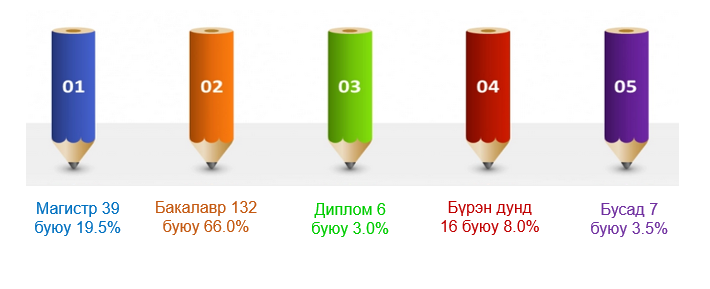 01
02
03
04
05
Магистр 39
буюу 19.5%
Бакалавр 132
буюу 66.0%
Диплом 6
буюу 3.0%
Бүрэн дунд
16 буюу 8.0%
Бусад 7
буюу 3.5%